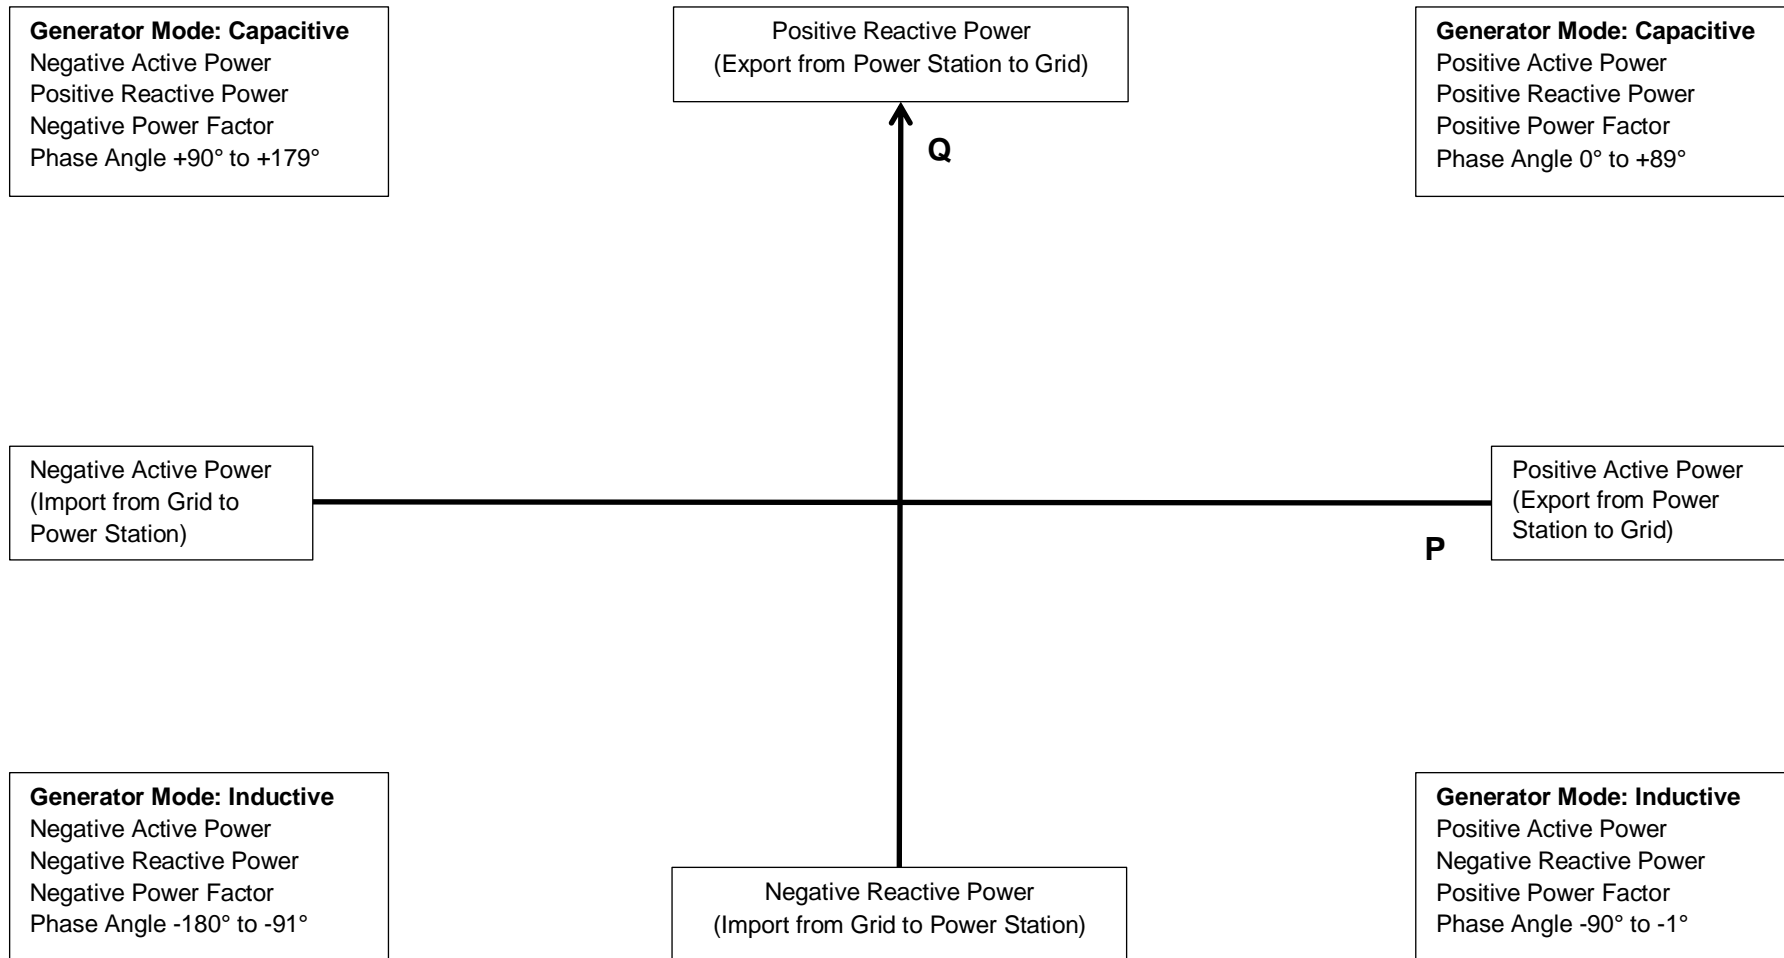 Generator Mode: Capacitive
Negative Active Power
Positive Reactive Power
Negative Power Factor
Phase Angle +90° to +179°
Positive Reactive Power
(Export from Power Station to Grid)
Generator Mode: Capacitive
Positive Active Power
Positive Reactive Power
Positive Power Factor
Phase Angle 0° to +89°
Q
Negative Active Power
(Import from Grid to
Power Station)
Positive Active Power
(Export from Power
Station to Grid)
P
Generator Mode: Inductive
Negative Active Power
Negative Reactive Power
Negative Power Factor
Phase Angle -180° to -91°
Negative Reactive Power
(Import from Grid to Power Station)
Generator Mode: Inductive
Positive Active Power
Negative Reactive Power
Positive Power Factor
Phase Angle -90° to -1°